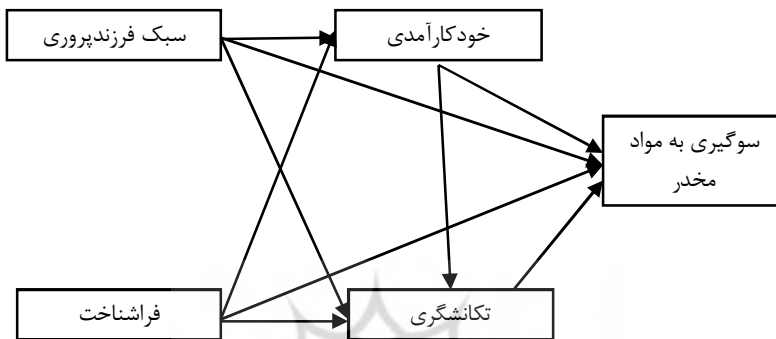 سبک فرزندپروری
خودکارآمدی
سوگیری به مواد
مخدر
فراشناخت
تکانشگری